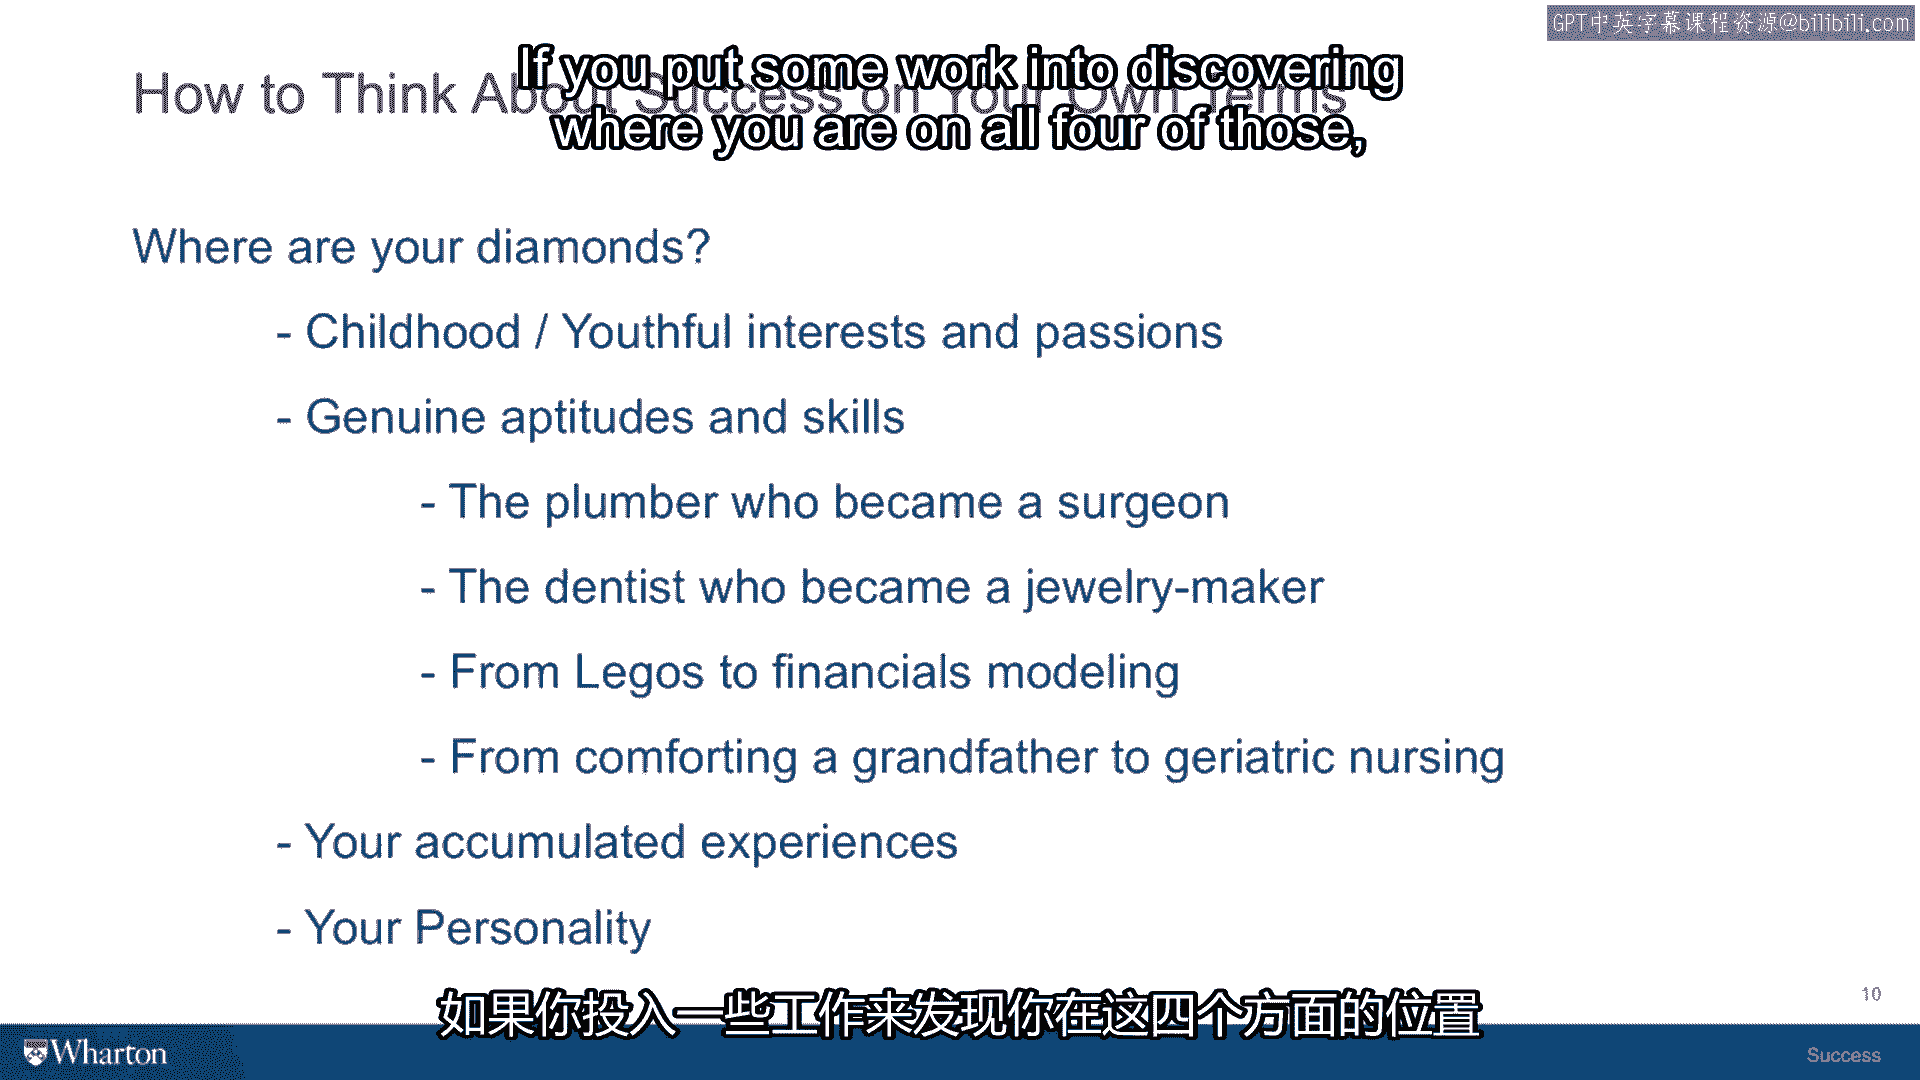 GPT中英字幕课程资源@bilibili.com
If you put some work into discovering
where you are on all four of those,
How to Think About Success on Your Own Terms
Where are your diamonds?
- Childhood / Youthful interests and passions
- Genuine aptitudes and skills
- The plumber who became a surgeon
- The dentist who became a jewelry-maker
- From Legos to financials modeling
- From comforting a grandfather to geriatric nursing
- Your accumulated experiences
- Your Personality
如果你投入一些工作来发现你在这四个方面的位置
10
Wharton
Success